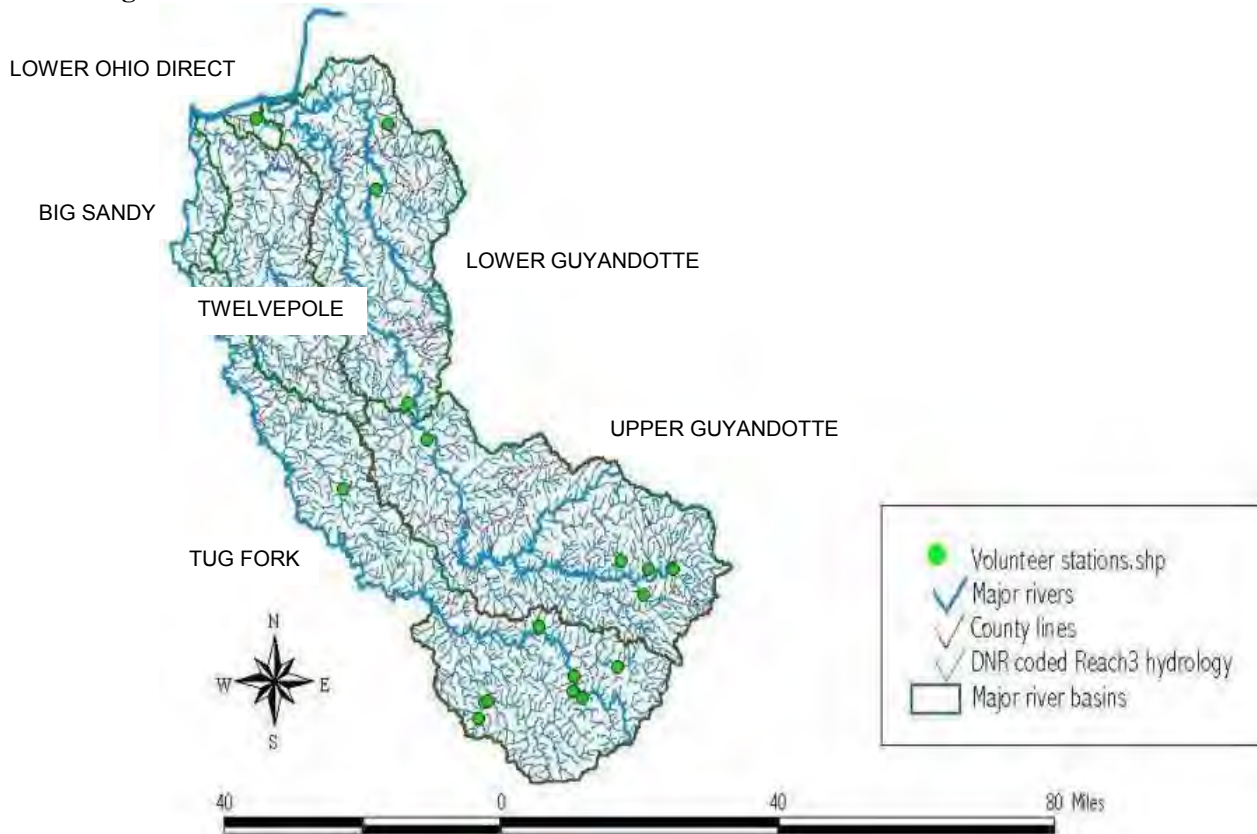 LOWER OHIO DIRECT
BIG SANDY
LOWER GUYANDOTTE
TWELVEPOLE
UPPER GUYANDOTTE
TUG FORK
N
W E
S
Volunteer stations.shp
Major rivers
County lines
DNR coded Reach3 hydrology
Major river basins
40 0 40 80 Miles